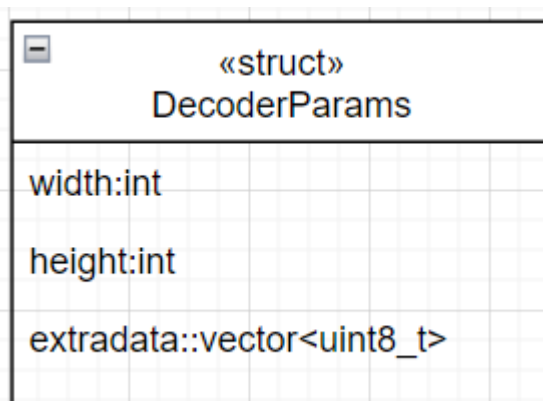 «struct»
DecoderParams
width:int
height:int
extradata::vector<uint8_t>